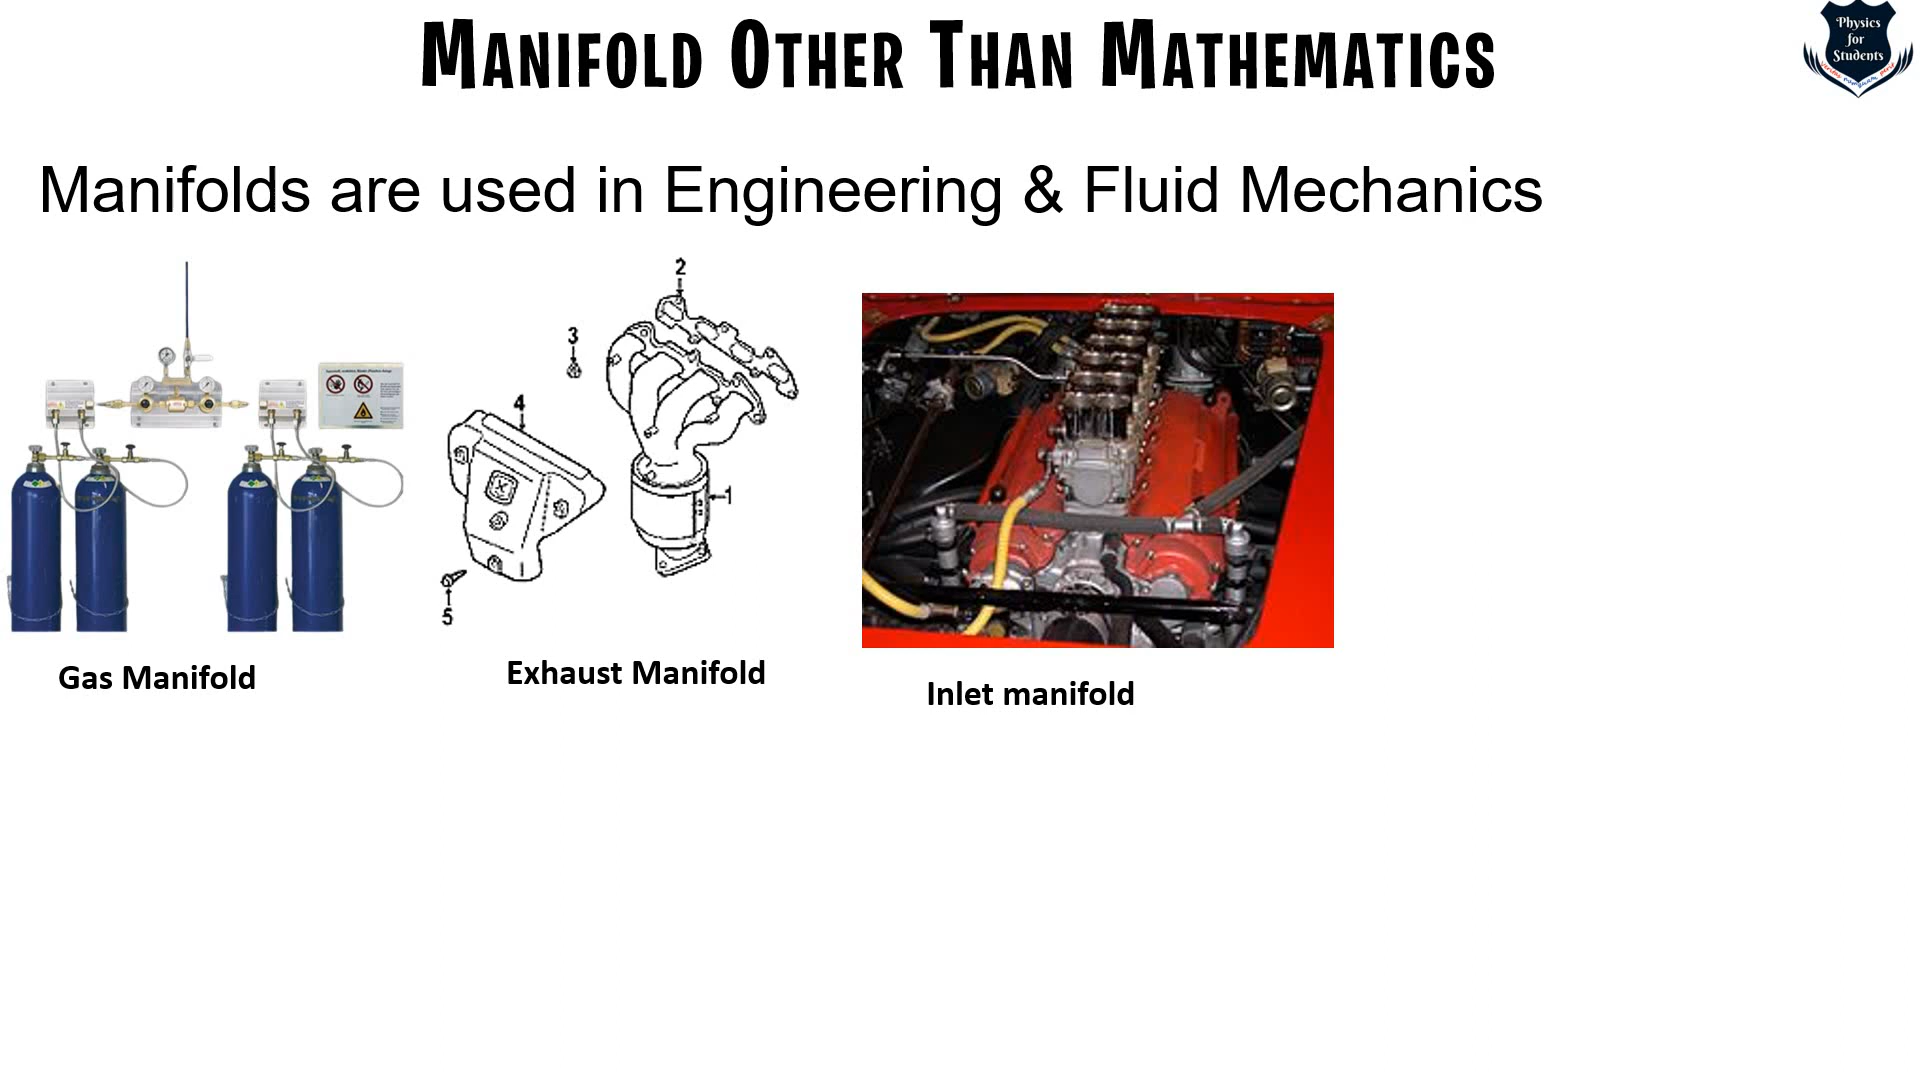 Manifold Other Than Mathematics
Physics
for
Students
Manifolds are used in Engineering & Fluid Mechanics
2
3
4
1
5
Gas Manifold
Exhaust Manifold
Inlet manifold